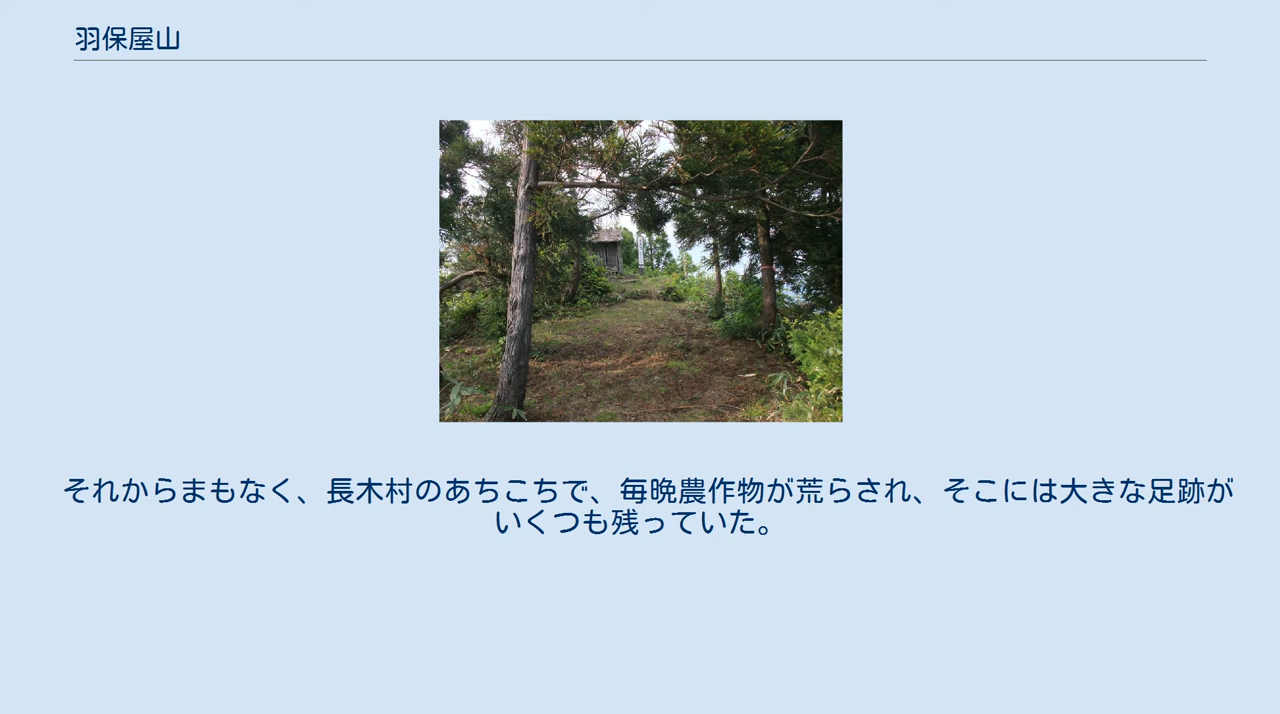 羽保屋山
それからまもなく、長木村のあちこちで、毎晩農作物が荒らされ、そこには大きな足跡が
いくつも残っていた。